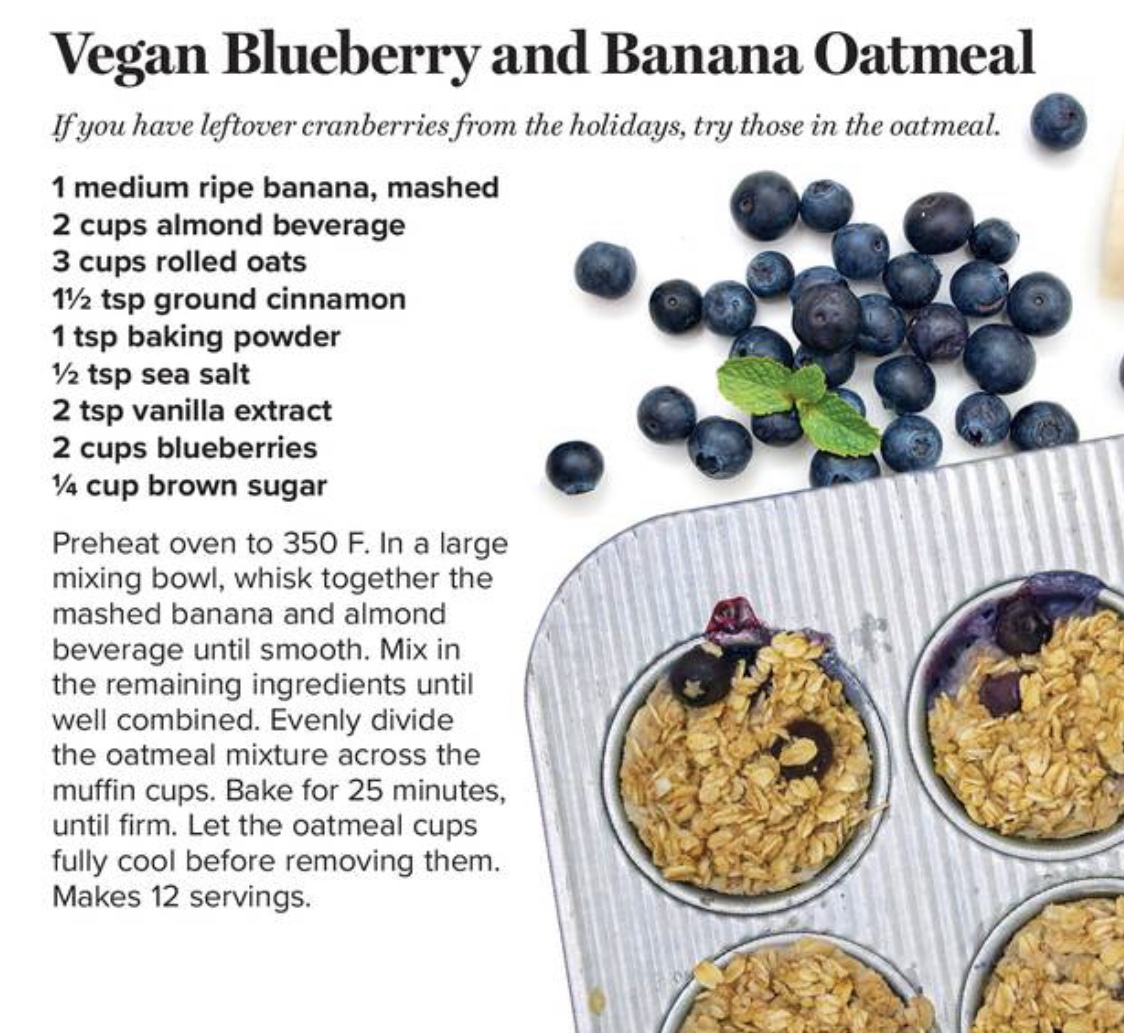 Vegan Blueberry and Banana Oatmeal
If you have leftover cranberries from the holidays, try those in the oatmeal.
1 medium ripe banana, mashed
2 cups almond beverage
3 cups rolled oats
1½ tsp ground cinnamon
1 tsp baking powder
½ tsp sea salt
2 tsp vanilla extract
2 cups blueberries
¼ cup brown sugar
Preheat oven to 350 F. In a large
mixing bowl, whisk together the
mashed banana and almond
beverage until smooth. Mix in
the remaining ingredients until
well combined. Evenly divide
the oatmeal mixture across the
muffin cups. Bake for 25 minutes,
until firm. Let the oatmeal cups
fully cool before removing them.
Makes 12 servings.